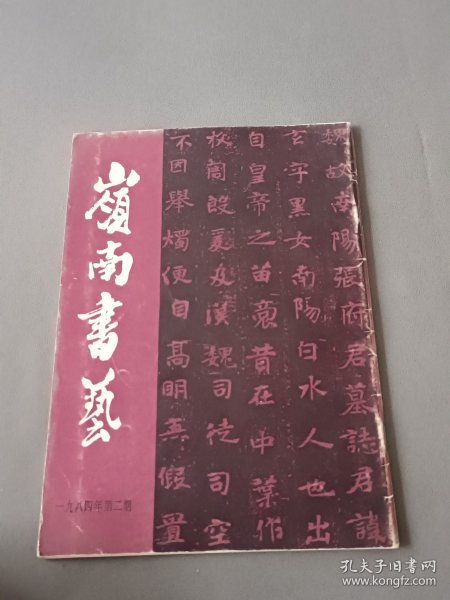 嶺南書藝
一九八四年第二期
魏故南陽張府君墓誌君諱
玄字黑女南陽白水人也出
自皇帝之苗裔昔在中葉作
牧周殷爰及漢魏司徒司空
不因舉燭便自高明无假置
孔夫子旧书网
www.kongfz.com